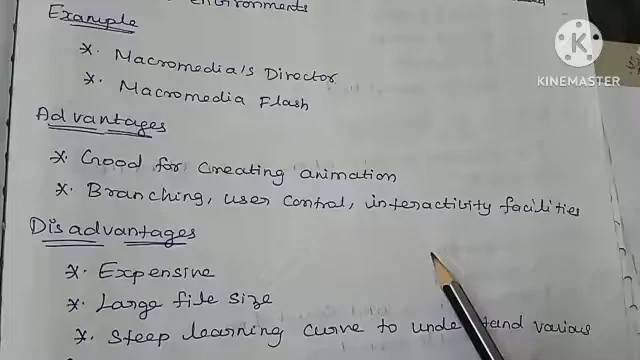 environments
Example
*. Macromedia's Director
*. Macromedia Flash
Advantages
*. Good for creating animation
*. Branching, user control, interactivity facilities
Disadvantages
*. Expensive
*. Large file size
*. Steep learning curve to understand various
KINEMASTER